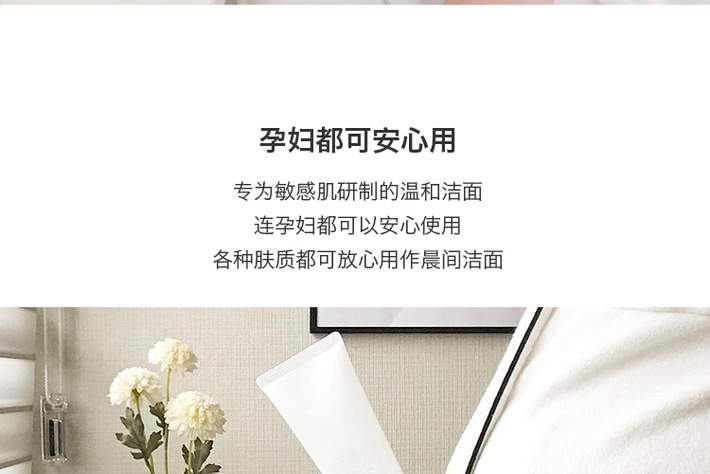 孕妇都可安心用
专为敏感肌研制的温和洁面
连孕妇都可以安心使用
各种肤质都可放心用作晨间洁面